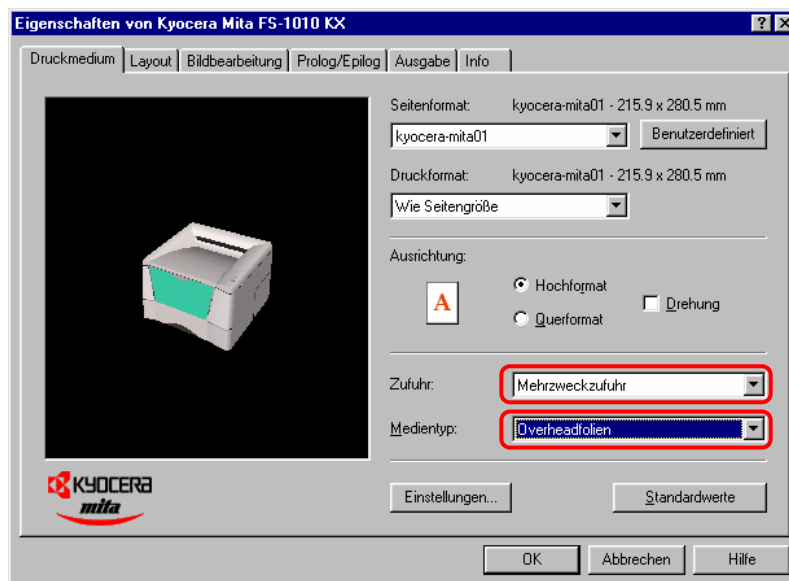 Eigenschaften von Kyocera Mita FS-1010 KX
Druckmedium Layout Bildbearbeitung Prolog/Epilog Ausgabe Info
Seitenformat: kyocera-mita01 - 215.9 x 280.5 mm
kyocera-mita01 Benutzerdefiniert
Druckformat: kyocera-mita01 - 215.9 x 280.5 mm
Wie Seitengröße
Ausrichtung:
A
Hochformat
Querformat
Drehung
Zufuhr: Mehrzweckzufuhr
Medientyp: Overheadfolien
KYOCERA
mita
Einstellungen... Standardwerte
OK Abbrechen Hilfe